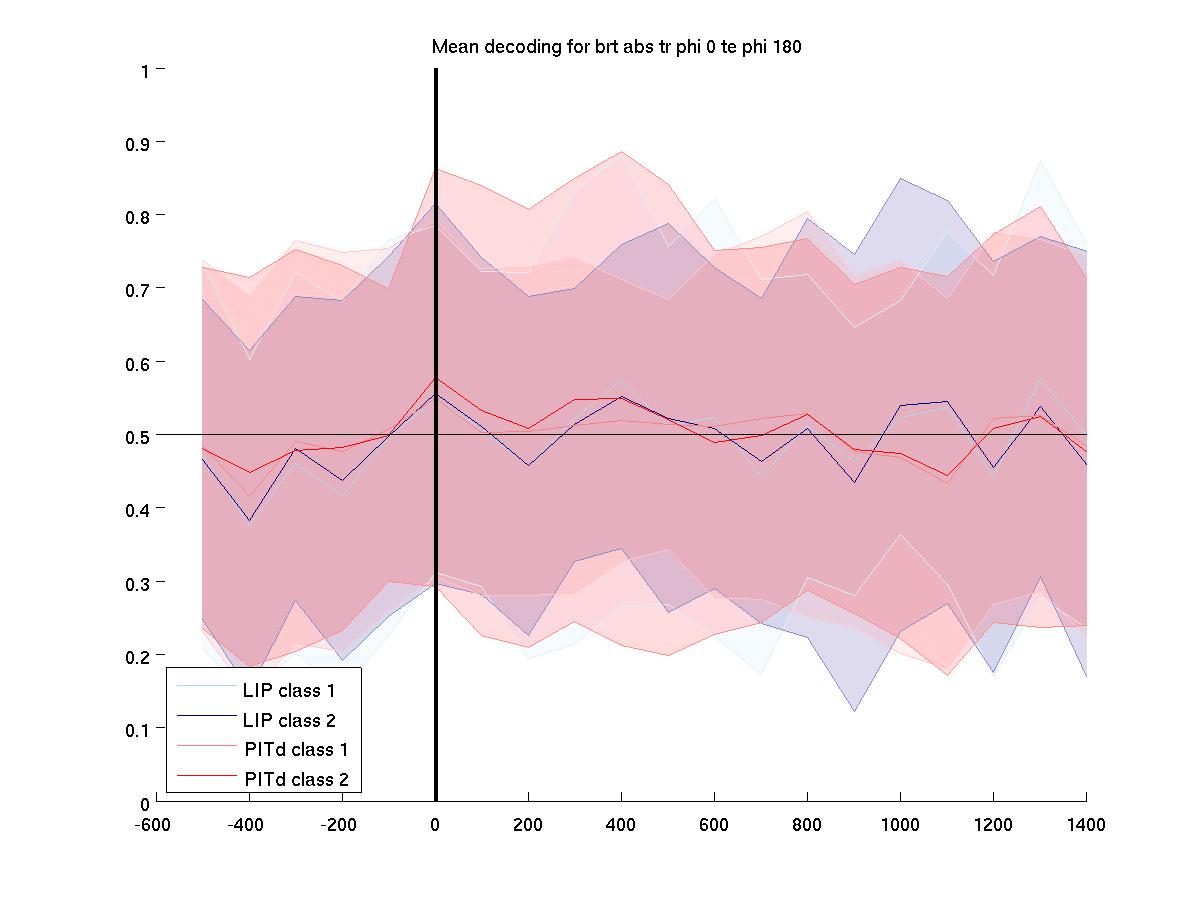 Mean decoding for brt abs tr phi 0 te phi 180
1
0.9
0.8
0.7
0.6
0.5
0.4
0.3
0.2
0.1
0
LIP class 1
LIP class 2
PITd class 1
PITd class 2
-600 -400 -200 0 200 400 600 800 1000 1200 1400